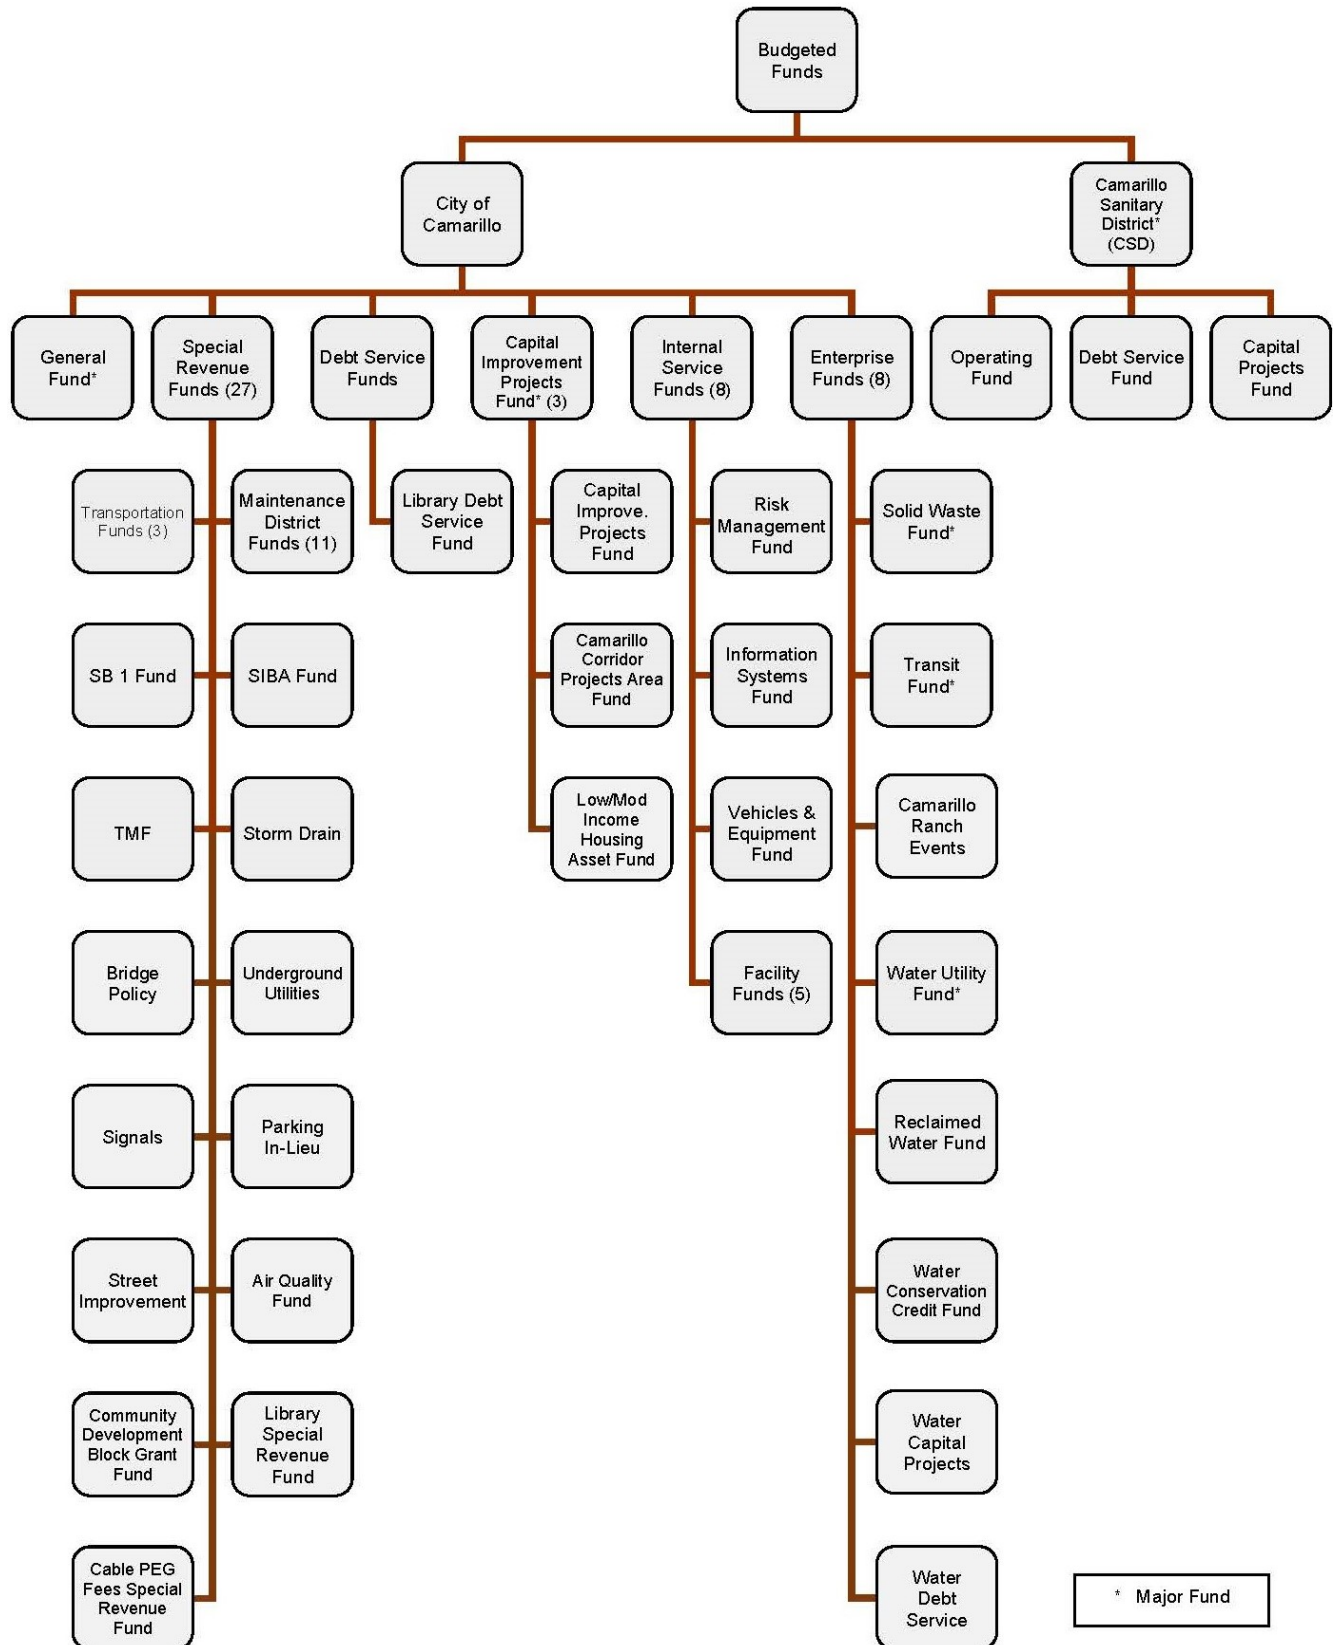 Budgeted
Funds
City of
Camarillo
Camarillo
Sanitary
District*
(CSD)
General
Fund*
Special
Revenue
Funds (27)
Debt Service
Funds
Capital
Improvement
Projects
Fund* (3)
Internal
Service
Funds (8)
Enterprise
Funds (8)
Operating
Fund
Debt Service
Fund
Capital
Projects
Fund
Transportation
Funds (3)
Maintenance
District
Funds (11)
Library Debt
Service
Fund
Capital
Improve.
Projects
Fund
Risk
Management
Fund
Solid Waste
Fund*
SB 1 Fund
SIBA Fund
Camarillo
Corridor
Projects Area
Fund
Information
Systems
Fund
Transit
Fund*
TMF
Storm Drain
Low/Mod
Income
Housing
Asset Fund
Vehicles &
Equipment
Fund
Camarillo
Ranch
Events
Bridge
Policy
Underground
Utilities
Facility
Funds (5)
Water Utility
Fund*
Signals
Parking
In-Lieu
Reclaimed
Water Fund
Street
Improvement
Air Quality
Fund
Water
Conservation
Credit Fund
Community
Development
Block Grant
Fund
Library
Special
Revenue
Fund
Water
Capital
Projects
Cable PEG
Fees Special
Revenue
Fund
Water
Debt
Service
* Major Fund